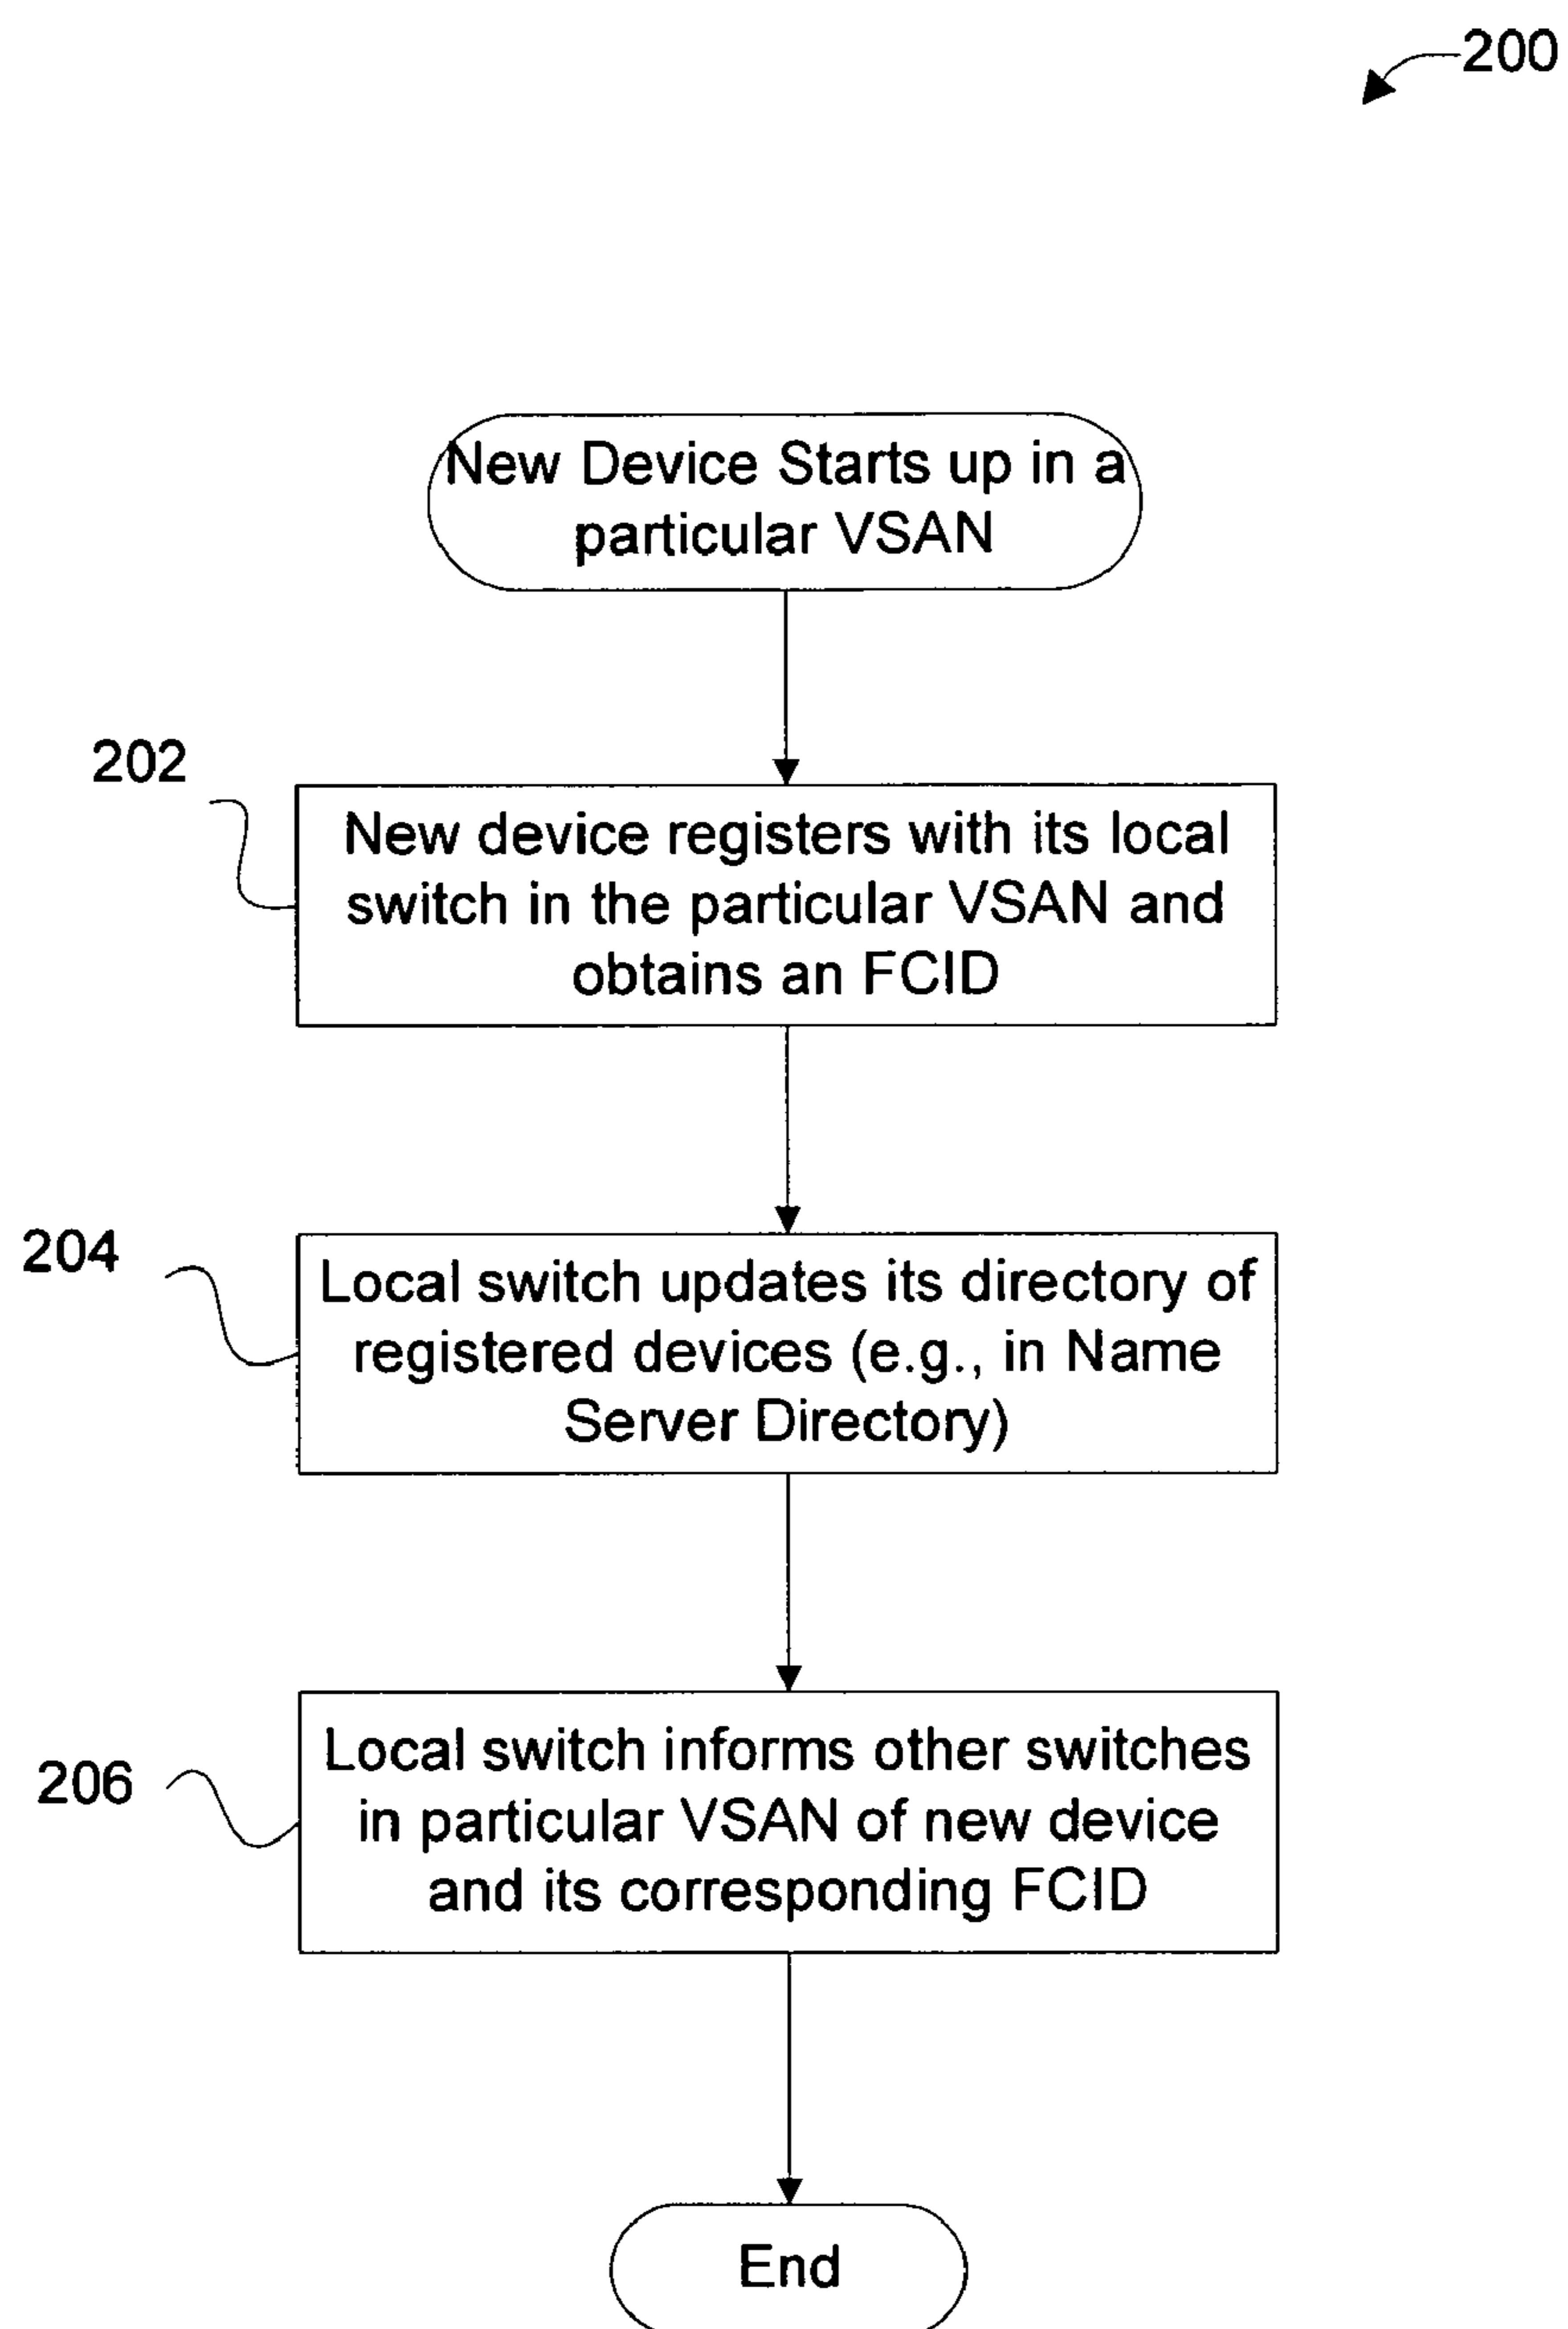 200
New Device Starts up in a
particular VSAN
202
New device registers with its local
switch in the particular VSAN and
obtains an FCID
204
Local switch updates its directory of
registered devices (e.g., in Name
Server Directory)
206
Local switch informs other switches
in particular VSAN of new device
and its corresponding FCID
End